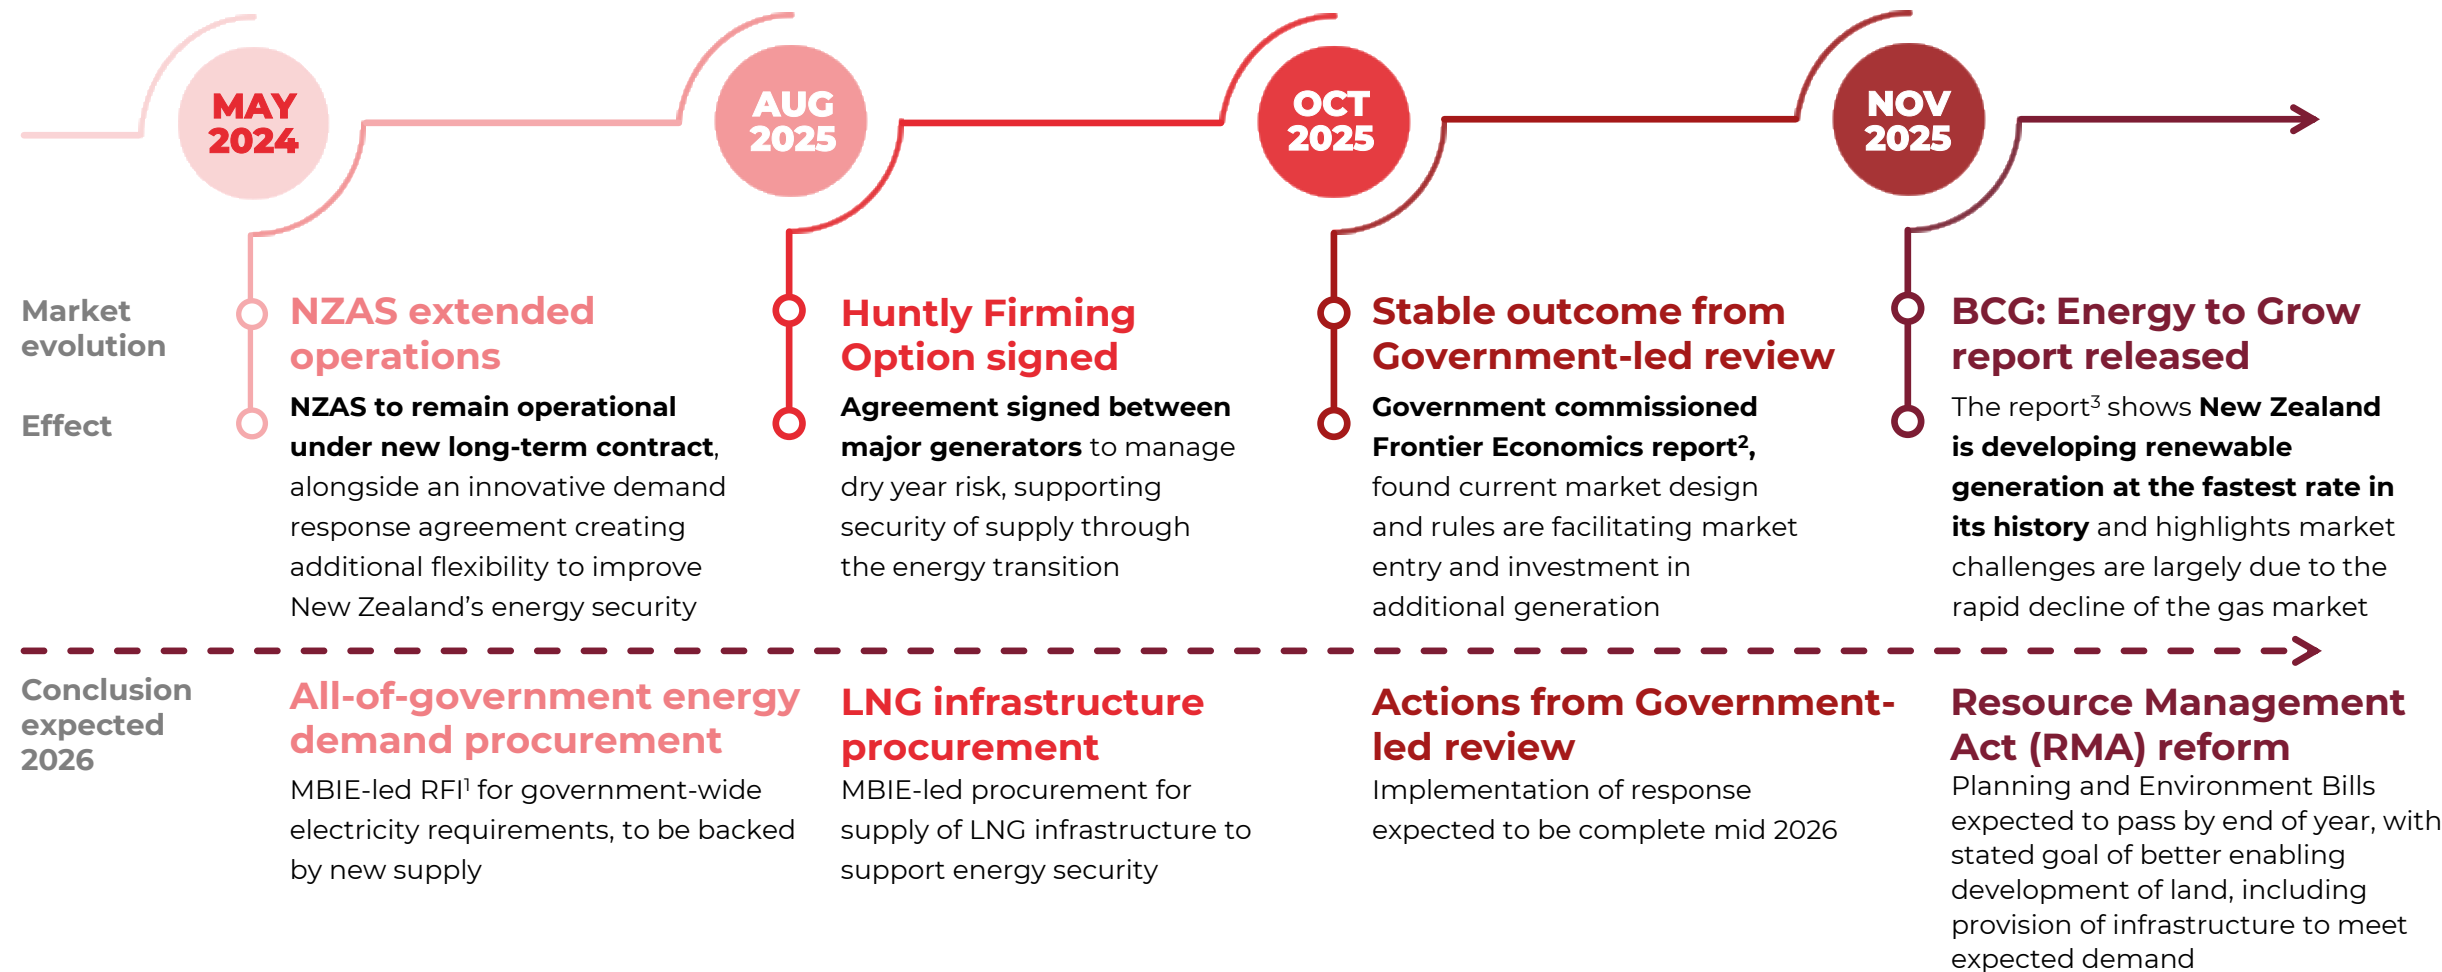 MAY
2024
AUG
2025
OCT
2025
NOV
2025
Market
evolution
NZAS extended
operations
Huntly Firming
Option signed
Stable outcome from
Government-led review
BCG: Energy to Grow
report released
Effect
NZAS to remain operational
under new long-term contract,
alongside an innovative demand
response agreement creating
additional flexibility to improve
New Zealand’s energy security
Agreement signed between
major generators to manage
dry year risk, supporting
security of supply through
the energy transition
Government commissioned
Frontier Economics report²,
found current market design
and rules are facilitating market
entry and investment in
additional generation
The report³ shows New Zealand
is developing renewable
generation at the fastest rate in
its history and highlights market
challenges are largely due to the
rapid decline of the gas market
Conclusion
expected
2026
All-of-government energy
demand procurement
MBIE-led RFI¹ for government-wide
electricity requirements, to be backed
by new supply
LNG infrastructure
procurement
MBIE-led procurement for
supply of LNG infrastructure to
support energy security
Actions from Government-
led review
Implementation of response
expected to be complete mid 2026
Resource Management
Act (RMA) reform
Planning and Environment Bills
expected to pass by end of year, with
stated goal of better enabling
development of land, including
provision of infrastructure to meet
expected demand